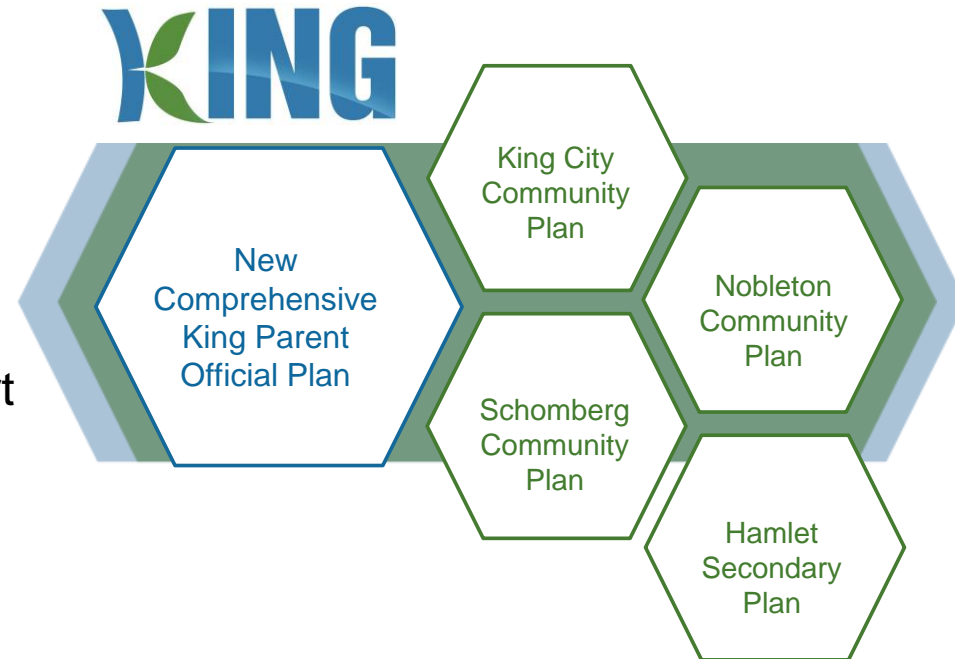 KING
New
Comprehensive
King Parent
Official Plan
King City
Community
Plan
Nobleton
Community
Plan
Schomberg
Community
Plan
Hamlet
Secondary
Plan